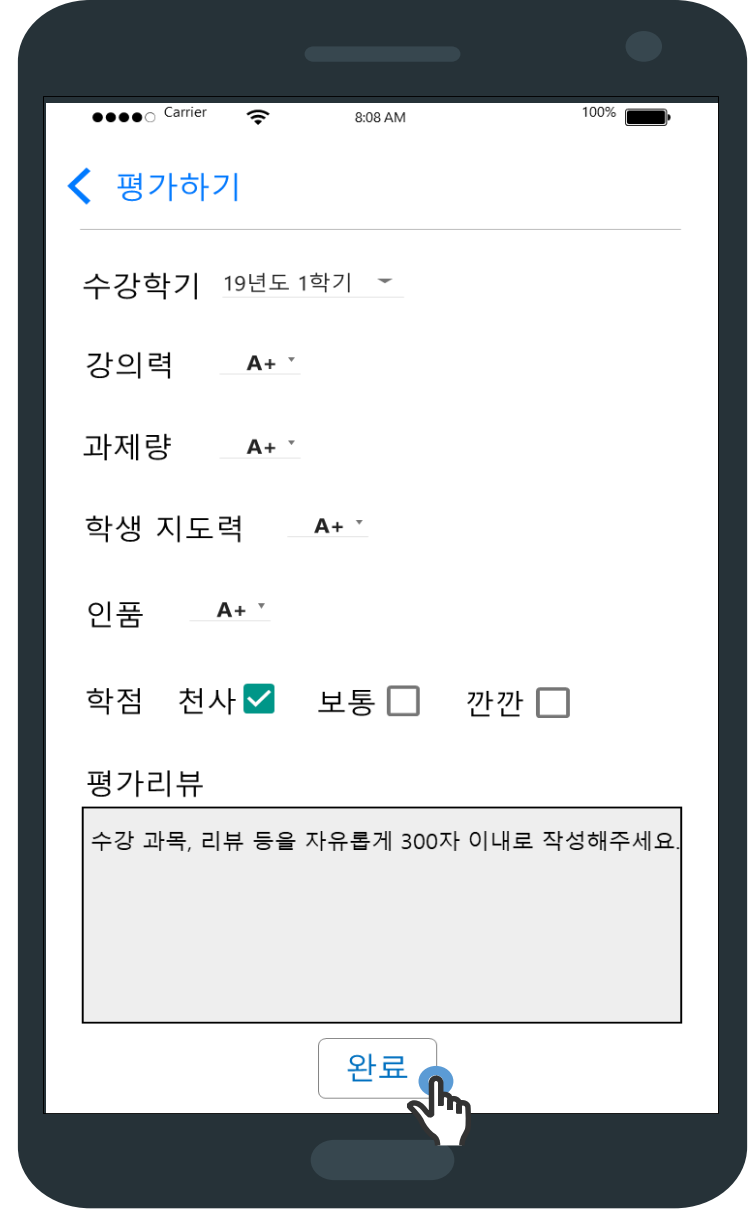 Carrier 8:08 AM 100%
평가하기
수강학기 19년도 1학기
강의력 A+
과제량 A+
학생 지도력 A+
인품 A+
학점 천사 보통 깐깐
평가리뷰
수강 과목, 리뷰 등을 자유롭게 300자 이내로 작성해주세요.
완료